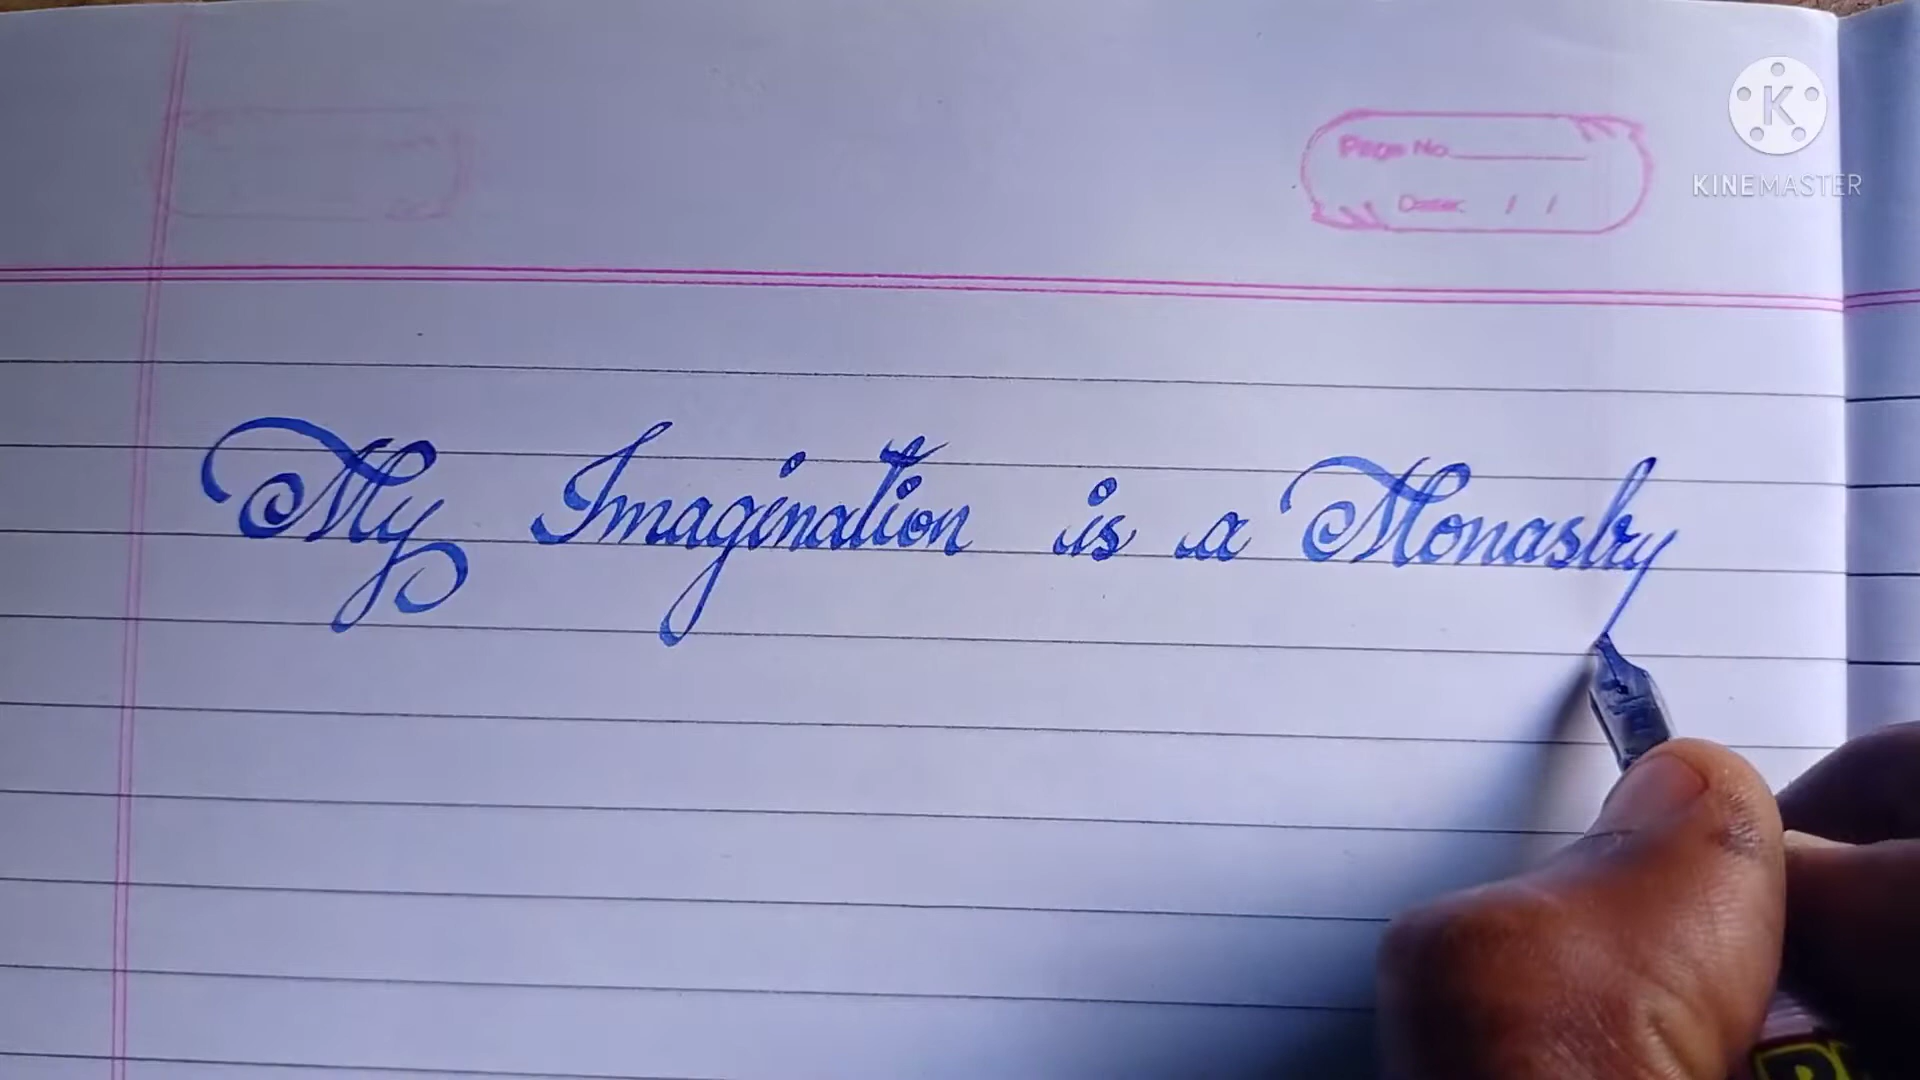 KINEMASTER
Page No.
Date: / /
My Imagination is a Monastry